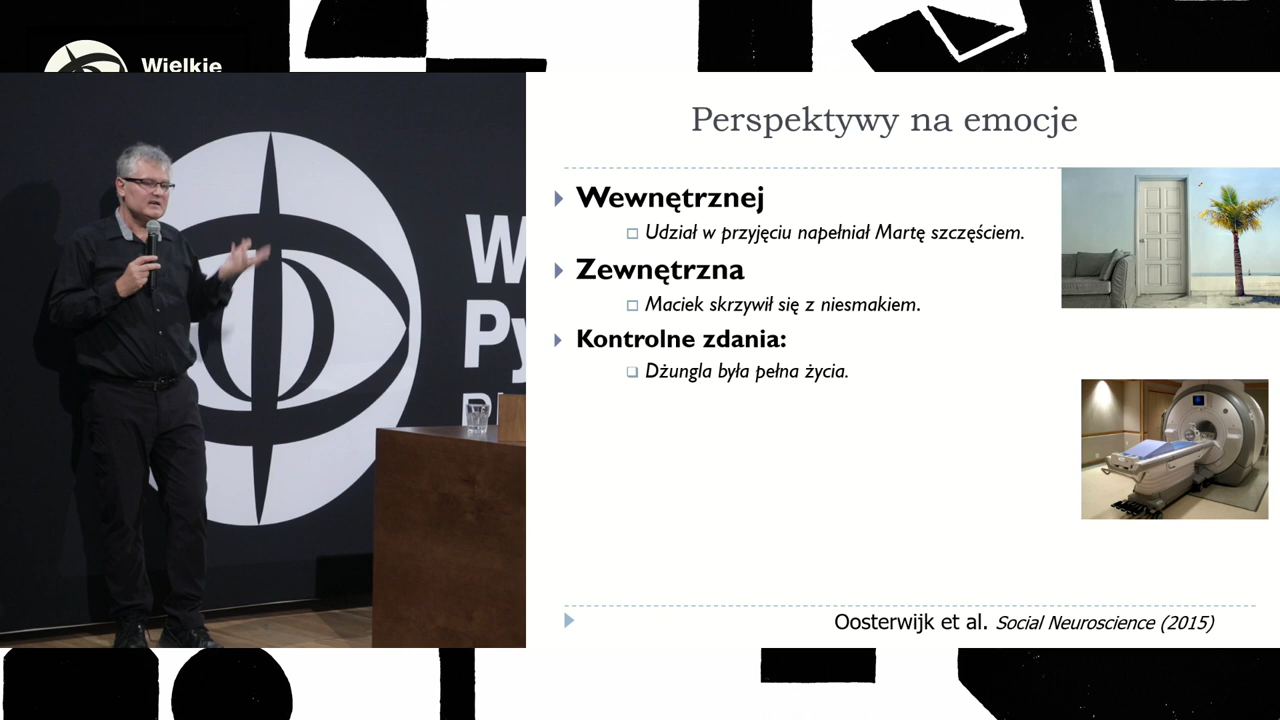 Wielkie
W
Py
Perspektywy na emocje
Wewnętrznej
Udział w przyjęciu napełniał Martę szczęściem.
Zewnętrzna
Maciek skrzywił się z niesmakiem.
Kontrolne zdania:
Dżungla była pełna życia.
Oosterwijk et al. Social Neuroscience (2015)